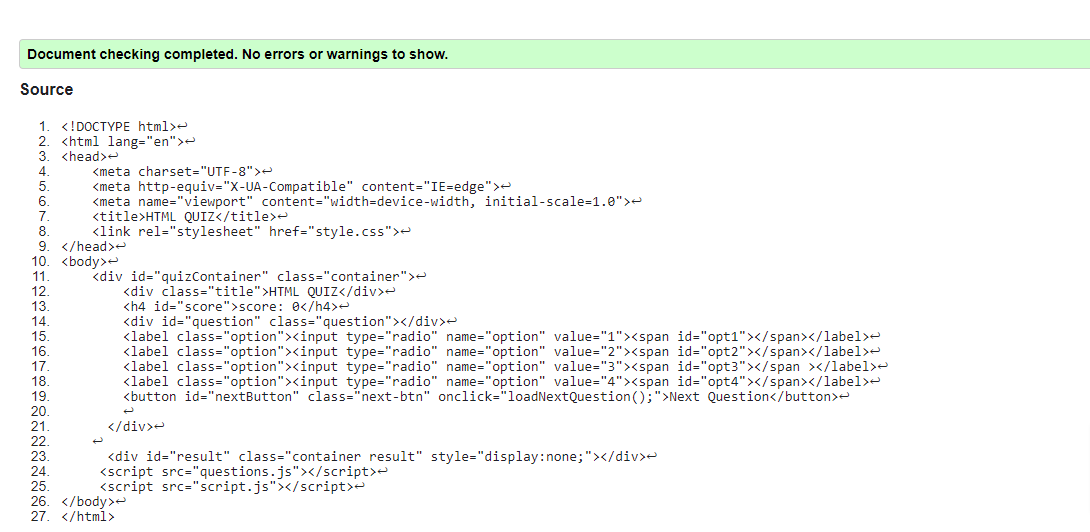 Document checking completed. No errors or warnings to show.
Source
1. <!DOCTYPE html>↩
2. <html lang="en">↩
3. <head>↩
4.     <meta charset="UTF-8">↩
5.     <meta http-equiv="X-UA-Compatible" content="IE=edge">↩
6.     <meta name="viewport" content="width=device-width, initial-scale=1.0">↩
7.     <title>HTML QUIZ</title>↩
8.     <link rel="stylesheet" href="style.css">↩
9. </head>↩
10. <body>↩
11.     <div id="quizContainer" class="container">↩
12.         <div class="title">HTML QUIZ</div>↩
13.         <h4 id="score">score: 0</h4>↩
14.         <div id="question" class="question"></div>↩
15.         <label class="option"><input type="radio" name="option" value="1"><span id="opt1"></span></label>↩
16.         <label class="option"><input type="radio" name="option" value="2"><span id="opt2"></span></label>↩
17.         <label class="option"><input type="radio" name="option" value="3"><span id="opt3"></span ></label>↩
18.         <label class="option"><input type="radio" name="option" value="4"><span id="opt4"></span></label>↩
19.         <button id="nextButton" class="next-btn" onclick="loadNextQuestion();">Next Question</button>↩
20.         ↩
21.       </div>↩
22.     ↩
23.       <div id="result" class="container result" style="display:none;"></div>↩
24.      <script src="questions.js"></script>↩
25.      <script src="script.js"></script>↩
26. </body>↩
27. </html>